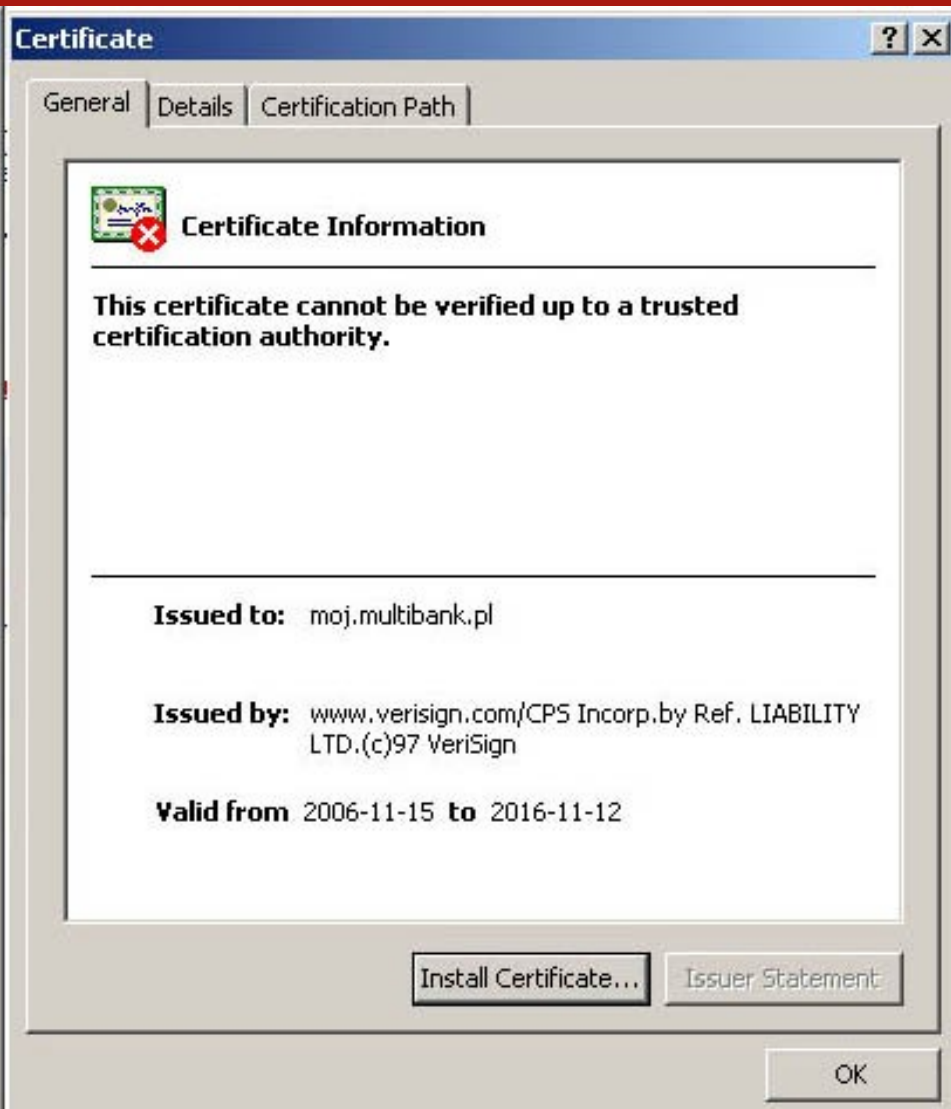 Certificate
General Details Certification Path
Certificate Information
This certificate cannot be verified up to a trusted
certification authority.
Issued to: moj.multibank.pl
Issued by: www.verisign.com/CPS Incorp.by Ref. LIABILITY
LTD.(c)97 VeriSign
Valid from 2006-11-15 to 2016-11-12
Install Certificate... Issuer Statement
OK